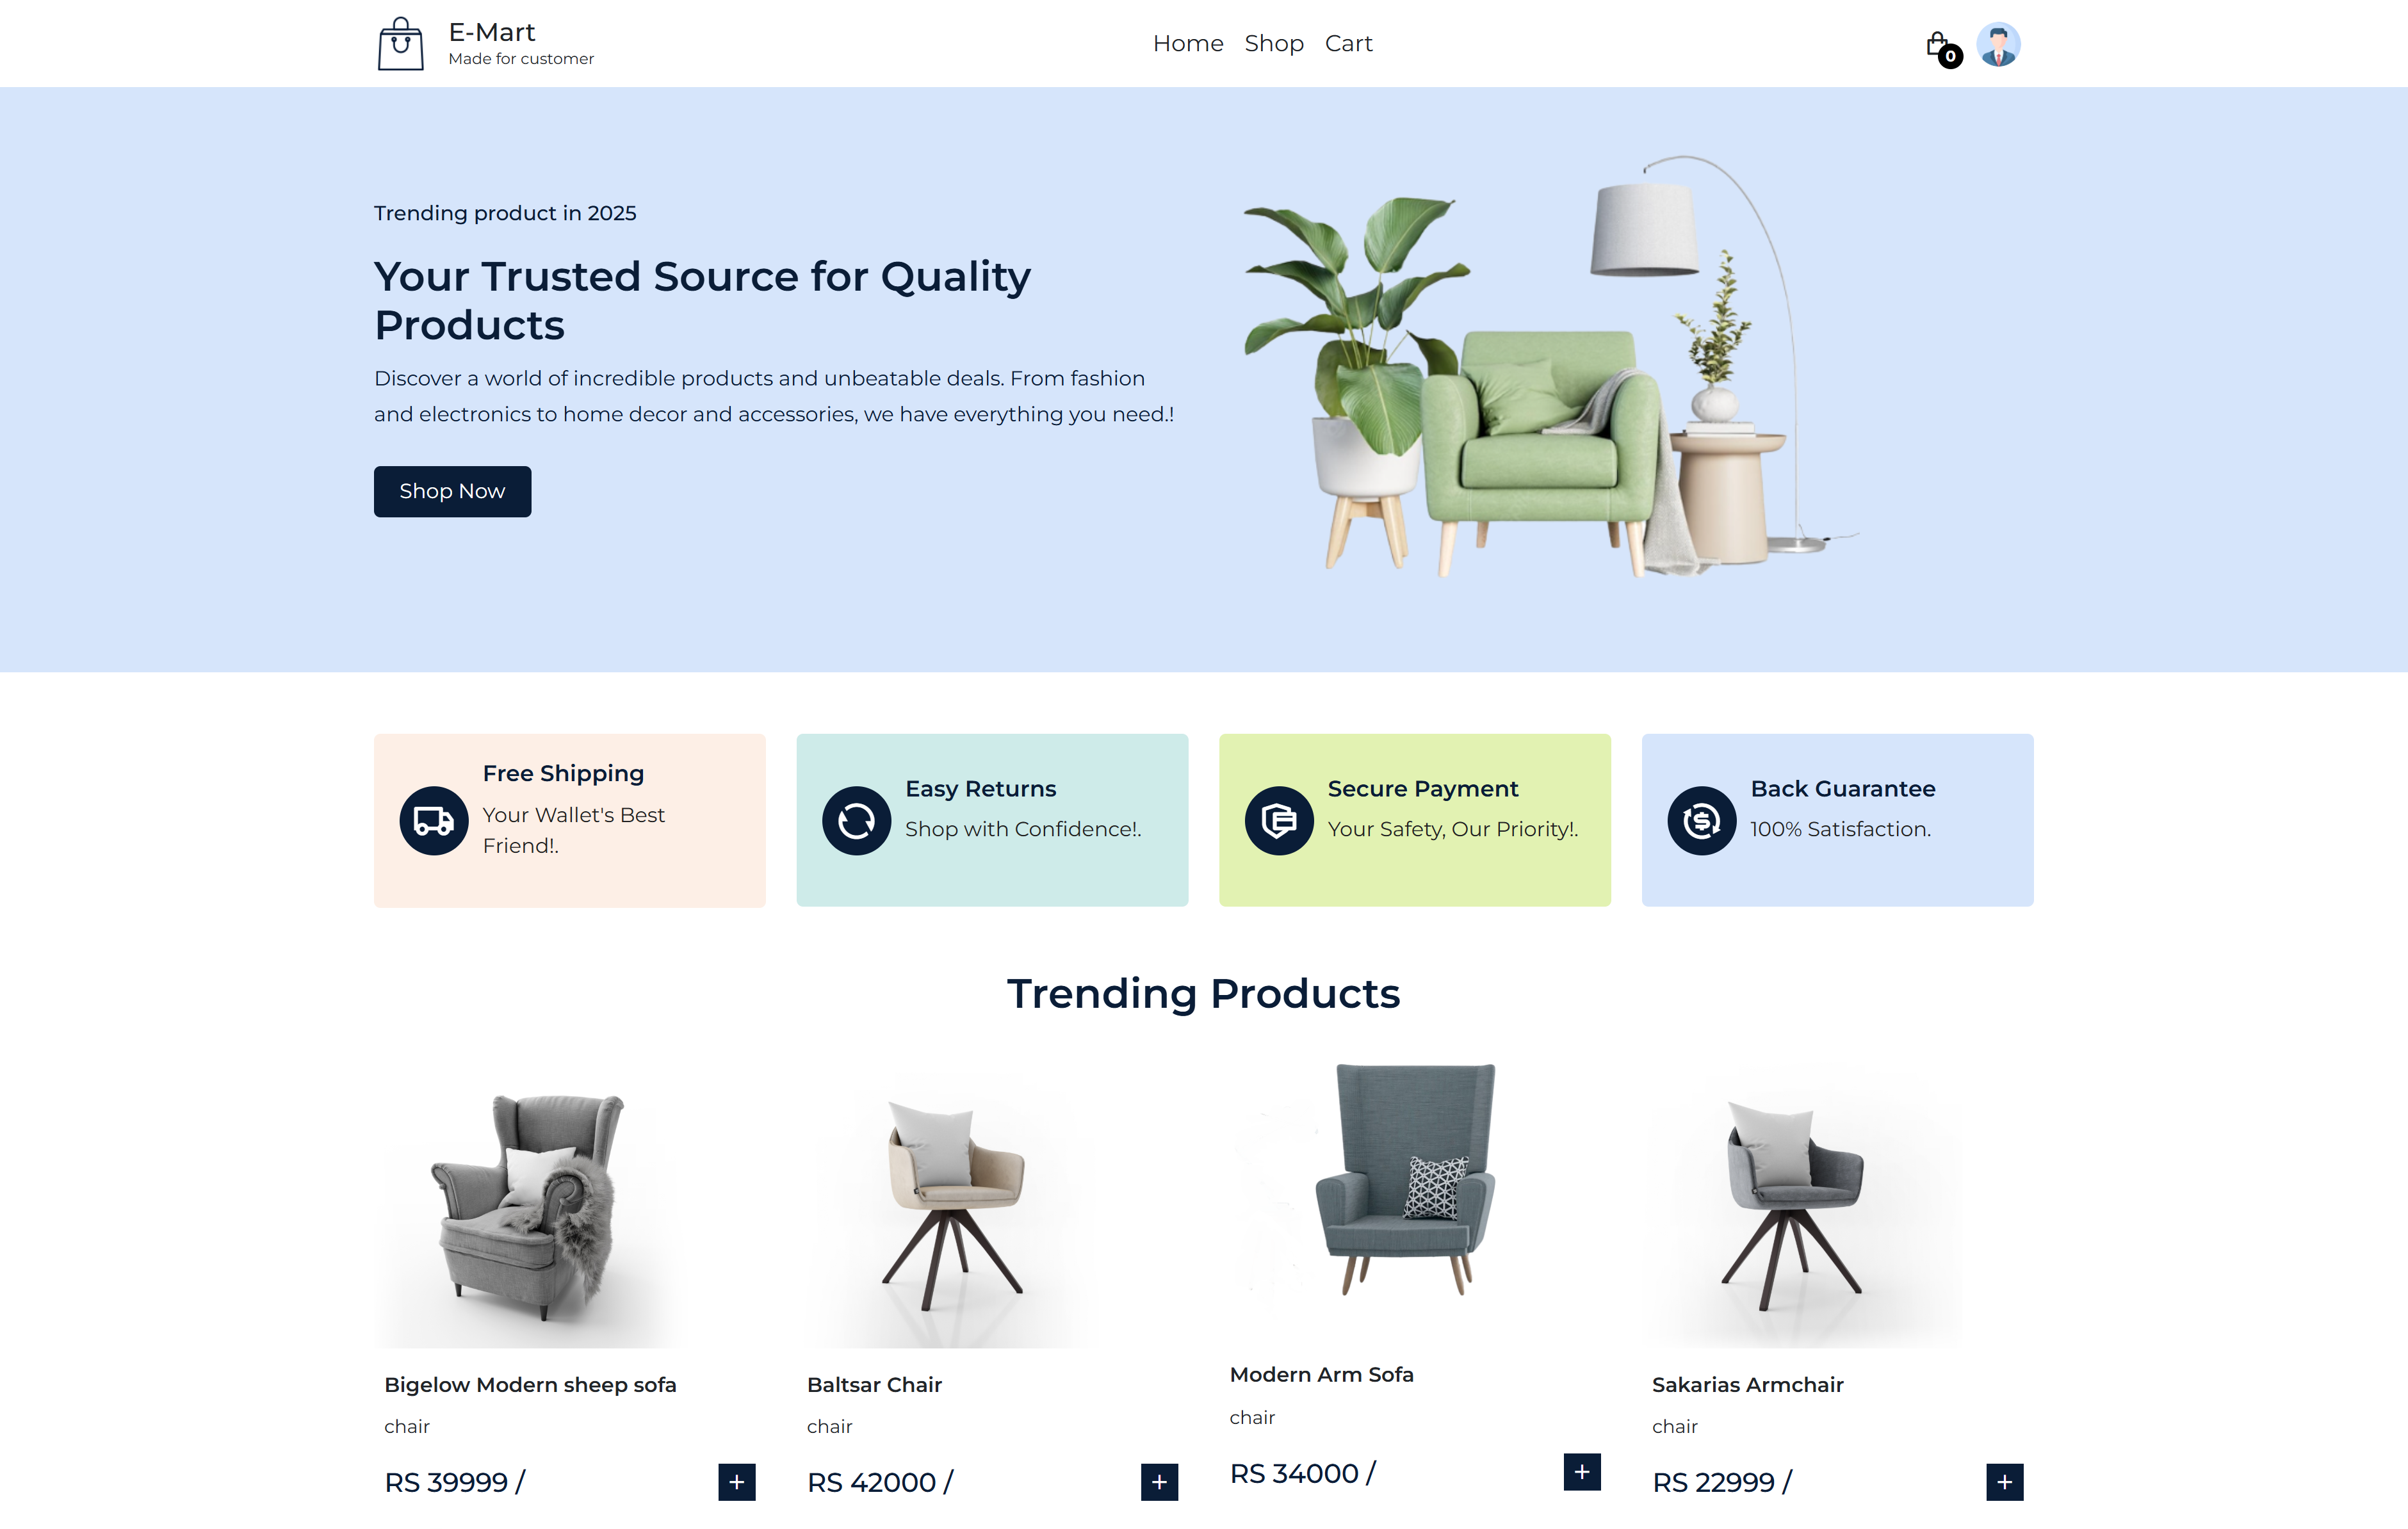 E-Mart
Made for customer
Home Shop Cart
0
Trending product in 2025
Your Trusted Source for Quality
Products
Discover a world of incredible products and unbeatable deals. From fashion
and electronics to home decor and accessories, we have everything you need.!
Shop Now
Free Shipping
Your Wallet's Best
Friend!.
Easy Returns
Shop with Confidence!.
Secure Payment
Your Safety, Our Priority!.
Back Guarantee
100% Satisfaction.
Trending Products
Bigelow Modern sheep sofa
chair
RS 39999 /
+
Baltsar Chair
chair
RS 42000 /
+
Modern Arm Sofa
chair
RS 34000 /
+
Sakarias Armchair
chair
RS 22999 /
+